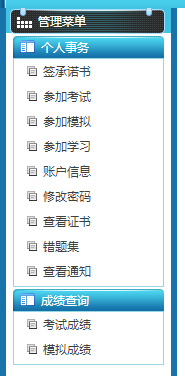 管理菜单
个人事务
签承诺书
参加考试
参加模拟
参加学习
账户信息
修改密码
查看证书
错题集
查看通知
成绩查询
考试成绩
模拟成绩